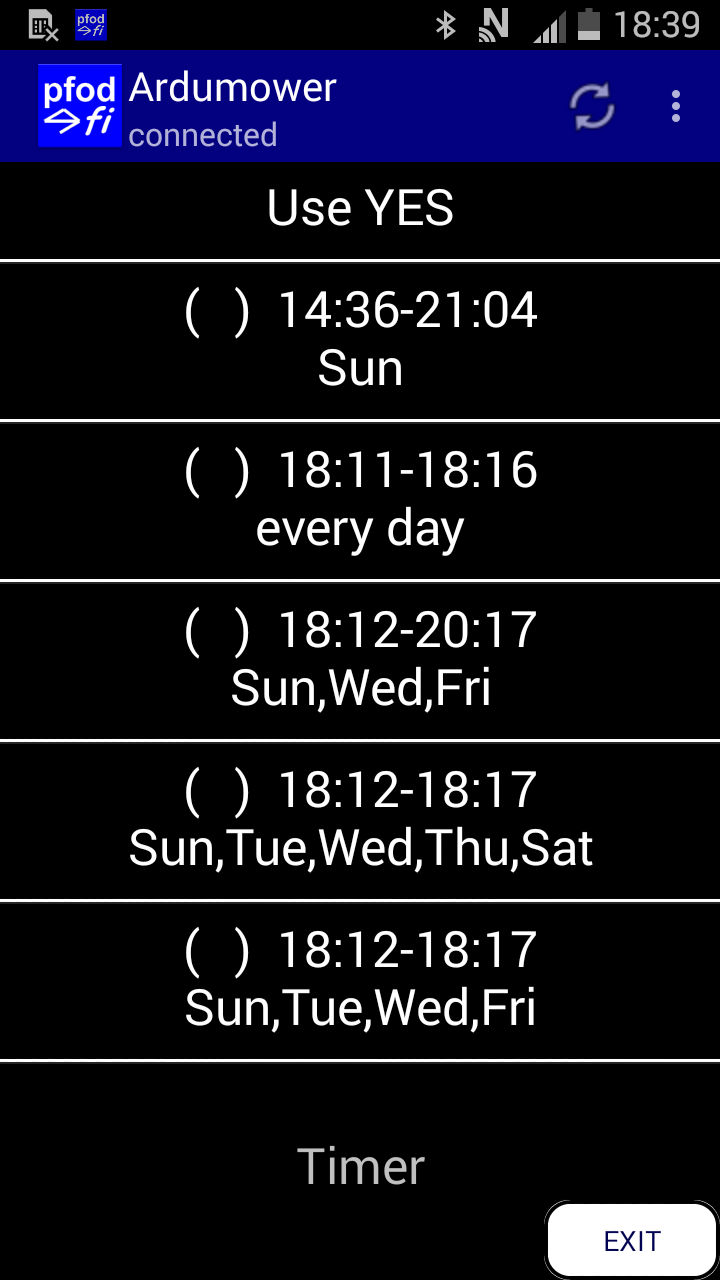 pfod
fi
18:39
pfod
fi
Ardumower
connected
Use YES
(  )  14:36-21:04
Sun
(  )  18:11-18:16
every day
(  )  18:12-20:17
Sun,Wed,Fri
(  )  18:12-18:17
Sun,Tue,Wed,Thu,Sat
(  )  18:12-18:17
Sun,Tue,Wed,Fri
Timer
EXIT